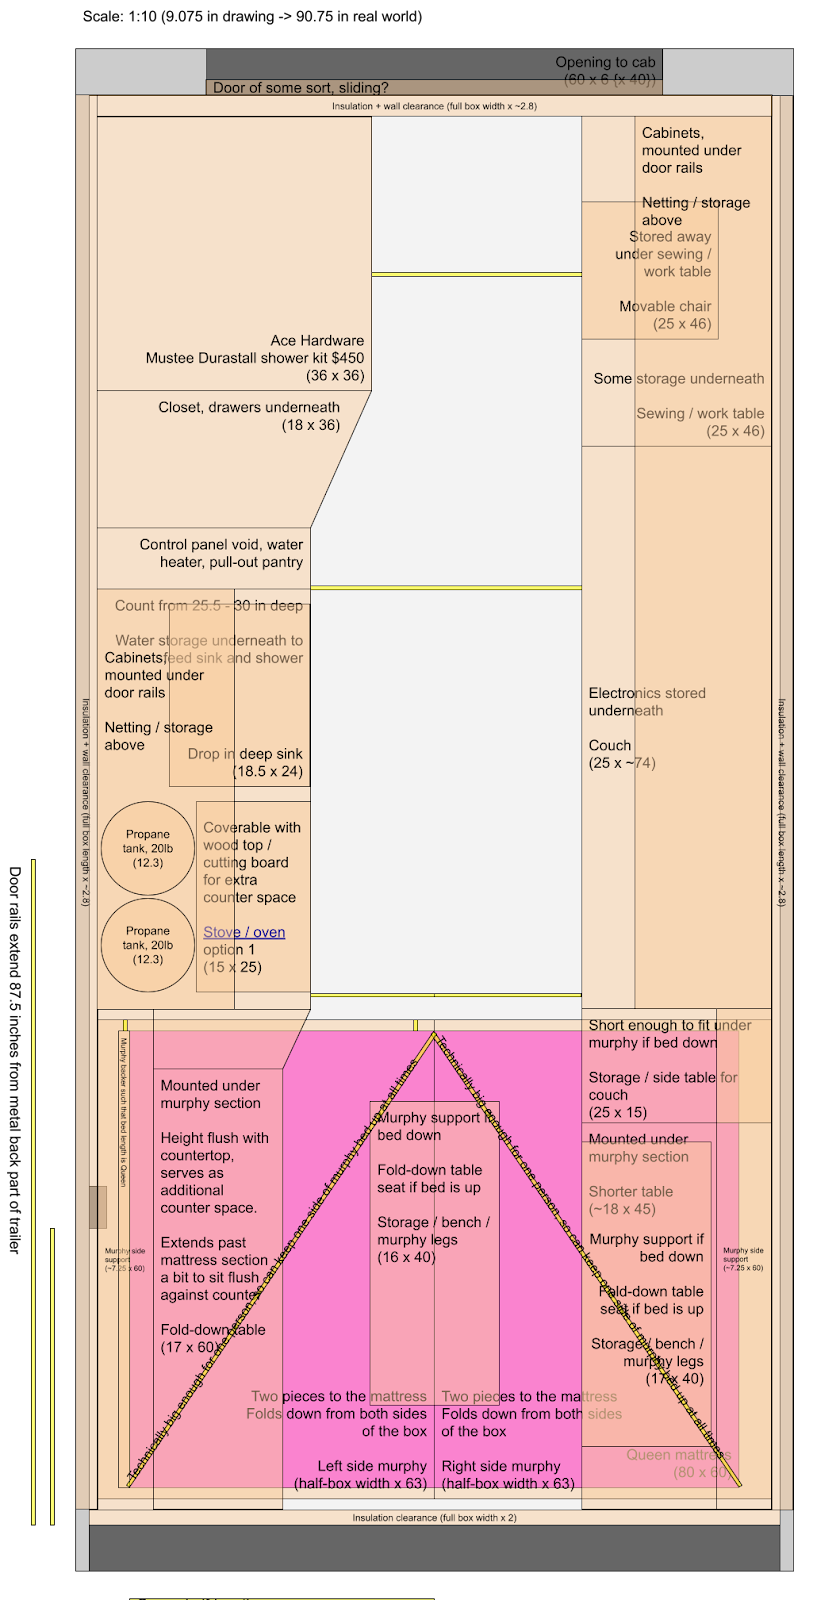 Scale: 1:10 (9.075 in drawing -> 90.75 in real world)
Opening to cab
(60 x 6 (x 40))
Door of some sort, sliding?
Insulation + wall clearance (full box width x ~2.8)
Cabinets,
mounted under
door rails
Netting / storage
above
Stored away
under sewing /
work table
Movable chair
(25 x 46)
Ace Hardware
Mustee Durastall shower kit $450
(36 x 36)
Some storage underneath
Sewing / work table
(25 x 46)
Closet, drawers underneath
(18 x 36)
Control panel void, water
heater, pull-out pantry
Count from 25.5 - 30 in deep
Water storage underneath to
feed sink and shower
Cabinets,
mounted under
door rails
Netting / storage
above
Drop in deep sink
(18.5 x 24)
Electronics stored
underneath
Couch
(25 x ~74)
Insulation + wall clearance (full box length x ~2.8)
Insulation + wall clearance (full box length x ~2.8)
Propane
tank, 20lb
(12.3)
Propane
tank, 20lb
(12.3)
Coverable with
wood top /
cutting board
for extra
counter space
Stove / oven
option 1
(15 x 25)
Door rails extend 87.5 inches from metal back part of trailer
Short enough to fit under
murphy if bed down
Storage / side table for
couch
(25 x 15)
Murphy backer such that bed length is Queen
Mounted under
murphy section
Height flush with
countertop,
serves as
additional
counter space.
Extends past
mattress section
a bit to sit flush
against counter
Fold-down table
(17 x 60)
Technically big enough for one person, so can keep one side of murphy bed up at all times
Technically big enough for one person, so can keep one side of murphy bed up at all times
Murphy support if
bed down
Fold-down table
seat if bed is up
Storage / bench /
murphy legs
(16 x 40)
Mounted under
murphy section
Shorter table
(~18 x 45)
Murphy support if
bed down
Fold-down table
seat if bed is up
Storage / bench /
murphy legs
(17 x 40)
Murphy side
support
(~7.25 x 60)
Murphy side
support
(~7.25 x 60)
Two pieces to the mattress
Folds down from both sides
of the box
Left side murphy
(half-box width x 63)
Two pieces to the mattress
Folds down from both sides
of the box
Right side murphy
(half-box width x 63)
Queen mattress
(80 x 60)
Insulation clearance (full box width x 2)